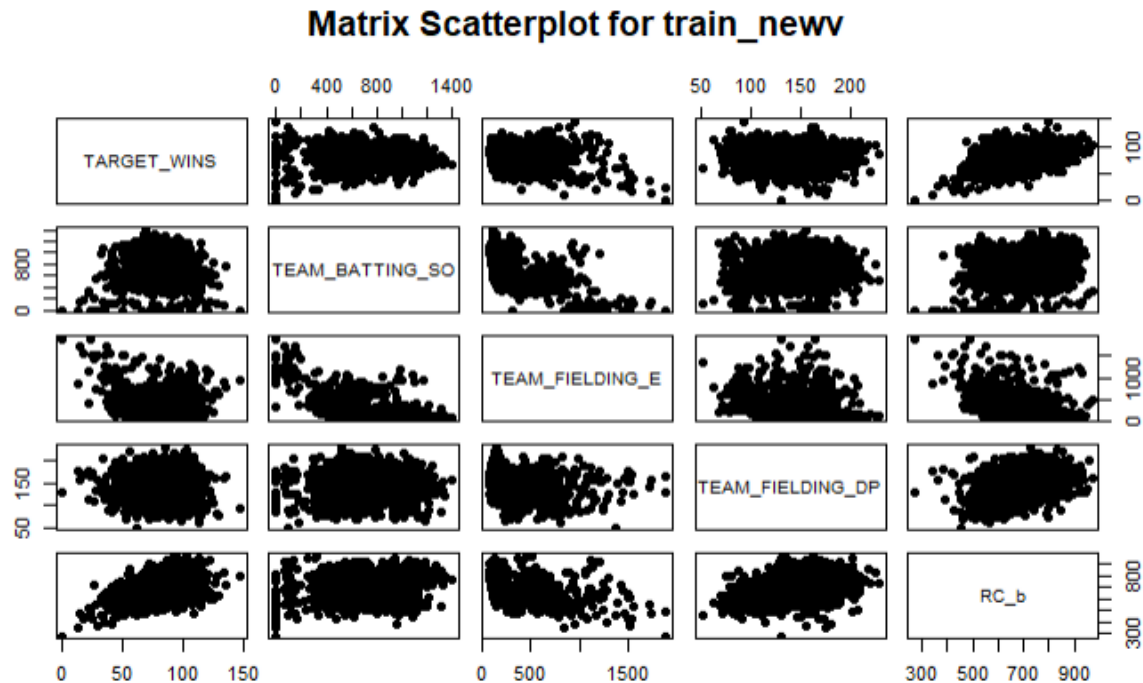 Matrix Scatterplot for train_newv
0 400 800 1400
50 100 150 200
TARGET_WINS
0 100
0 800
TEAM_BATTING_SO
TEAM_FIELDING_E
0 1000
50 150
TEAM_FIELDING_DP
RC_b
300 800
0 50 100 150
0 500 1500
300 500 700 900